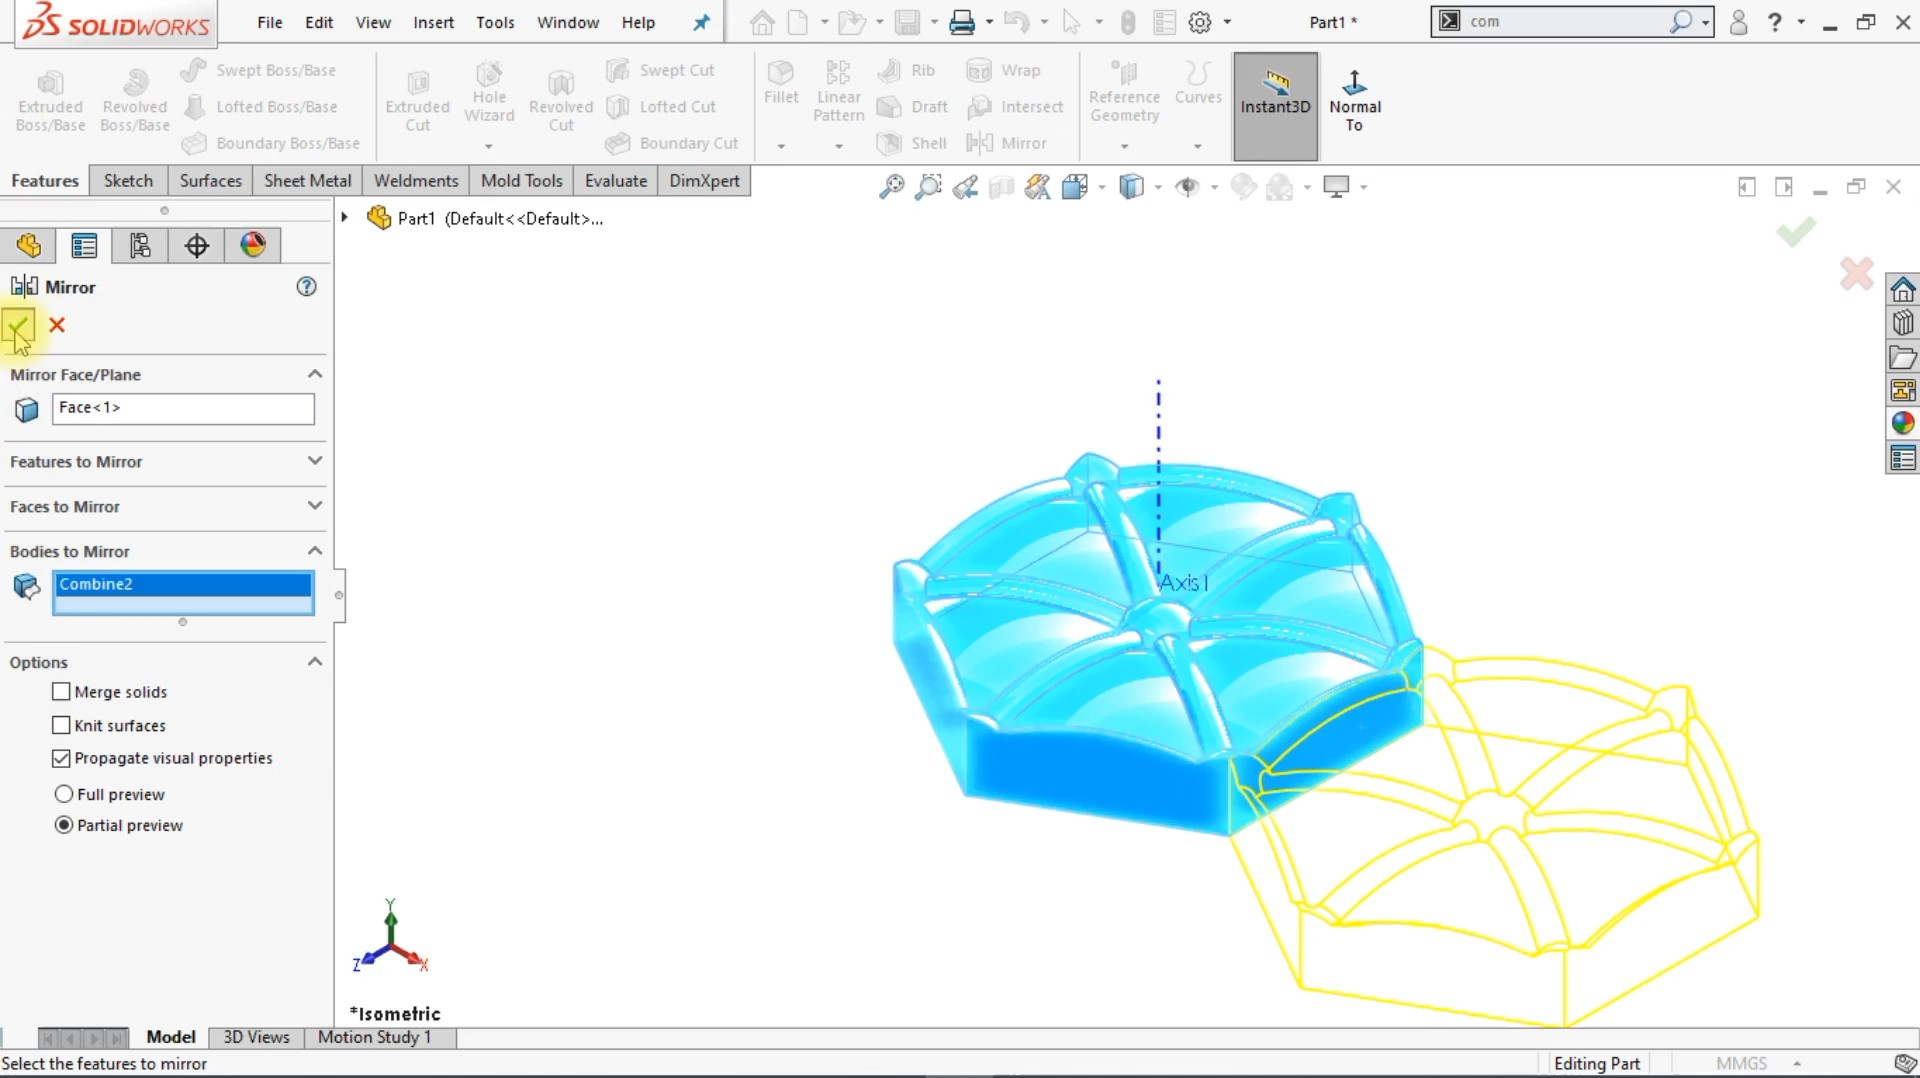 SOLIDWORKS
File Edit View Insert Tools Window Help
Part1 *
com
Extruded Boss/Base
Revolved Boss/Base
Swept Boss/Base
Lofted Boss/Base
Boundary Boss/Base
Extruded Cut
Hole Wizard
Revolved Cut
Swept Cut
Lofted Cut
Boundary Cut
Fillet
Linear Pattern
Rib
Draft
Shell
Wrap
Intersect
Mirror
Reference Geometry
Curves
Instant3D
Normal To
Features Sketch Surfaces Sheet Metal Weldments Mold Tools Evaluate DimXpert
Part1 (Default<<Default>...
Mirror
Mirror Face/Plane
Face<1>
Features to Mirror
Faces to Mirror
Bodies to Mirror
Combine2
Options
Merge solids
Knit surfaces
Propagate visual properties
Full preview
Partial preview
Axis1
Y
Z
X
*Isometric
Model 3D Views Motion Study 1
Select the features to mirror
Editing Part
MMGS